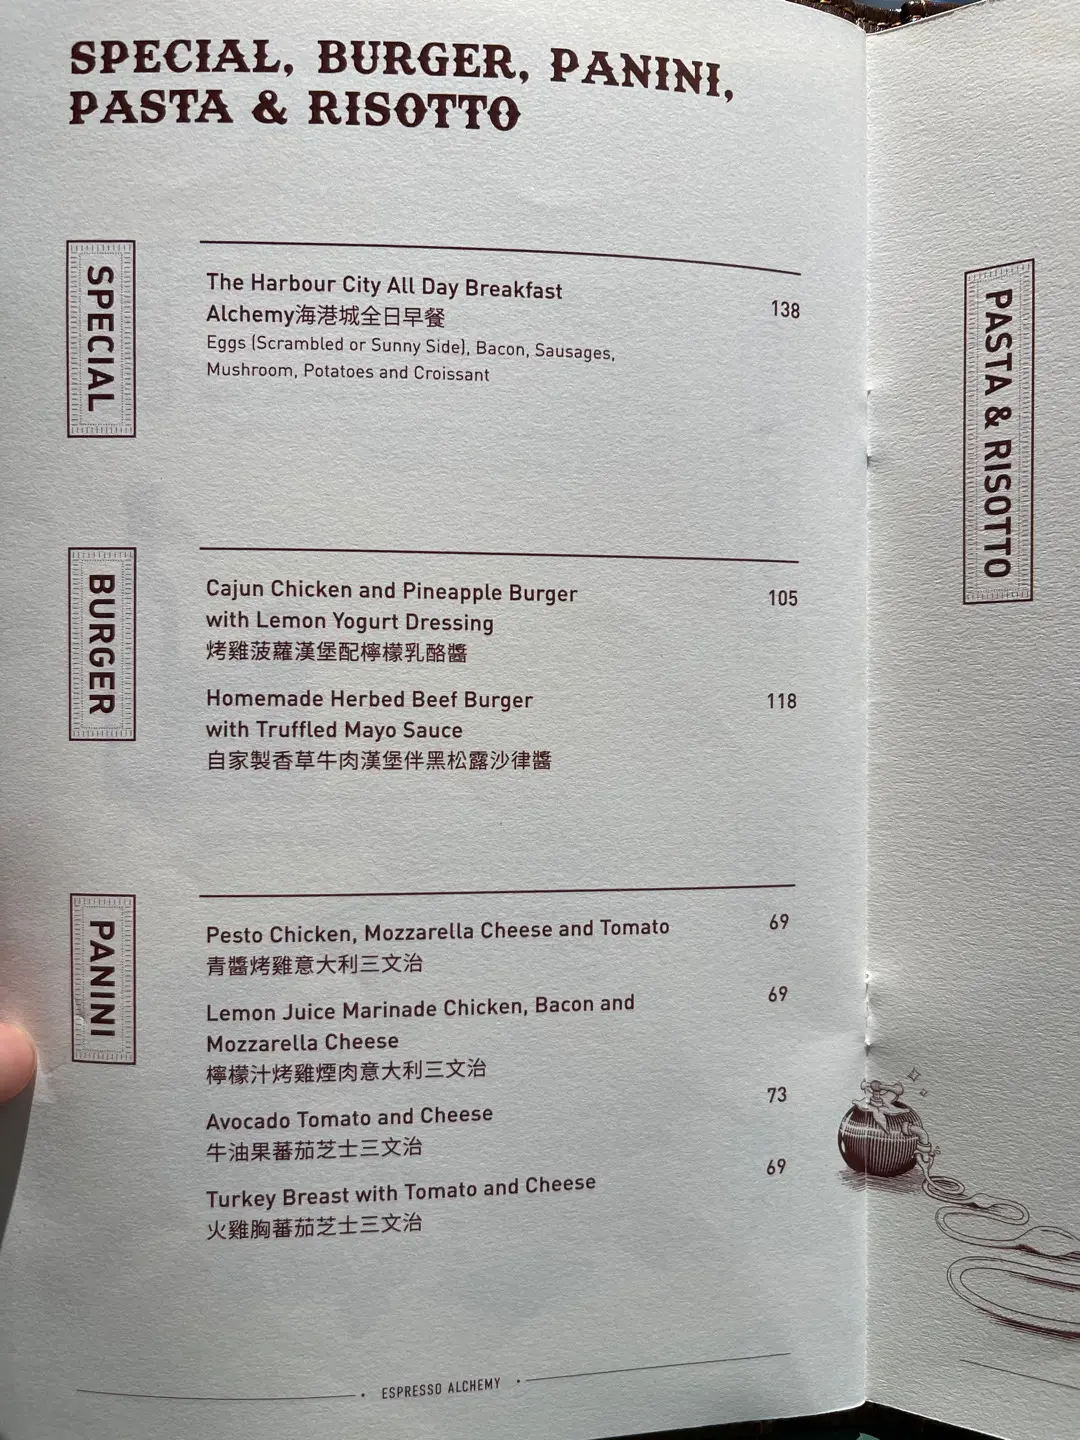 SPECIAL, BURGER, PANINI,
PASTA & RISOTTO
SPECIAL
The Harbour City All Day Breakfast
138
Alchemy海港城全日早餐
Eggs (Scrambled or Sunny Side), Bacon, Sausages,
Mushroom, Potatoes and Croissant
BURGER
Cajun Chicken and Pineapple Burger
105
with Lemon Yogurt Dressing
烤雞菠蘿漢堡配檸檬乳酪醬
Homemade Herbed Beef Burger
118
with Truffled Mayo Sauce
自家製香草牛肉漢堡伴黑松露沙律醬
PANINI
Pesto Chicken, Mozzarella Cheese and Tomato
69
青醬烤雞意大利三文治
Lemon Juice Marinade Chicken, Bacon and
69
Mozzarella Cheese
檸檬汁烤雞煙肉意大利三文治
Avocado Tomato and Cheese
73
牛油果蕃茄芝士三文治
Turkey Breast with Tomato and Cheese
69
火雞胸蕃茄芝士三文治
ESPRESSO ALCHEMY
PASTA & RISOTTO